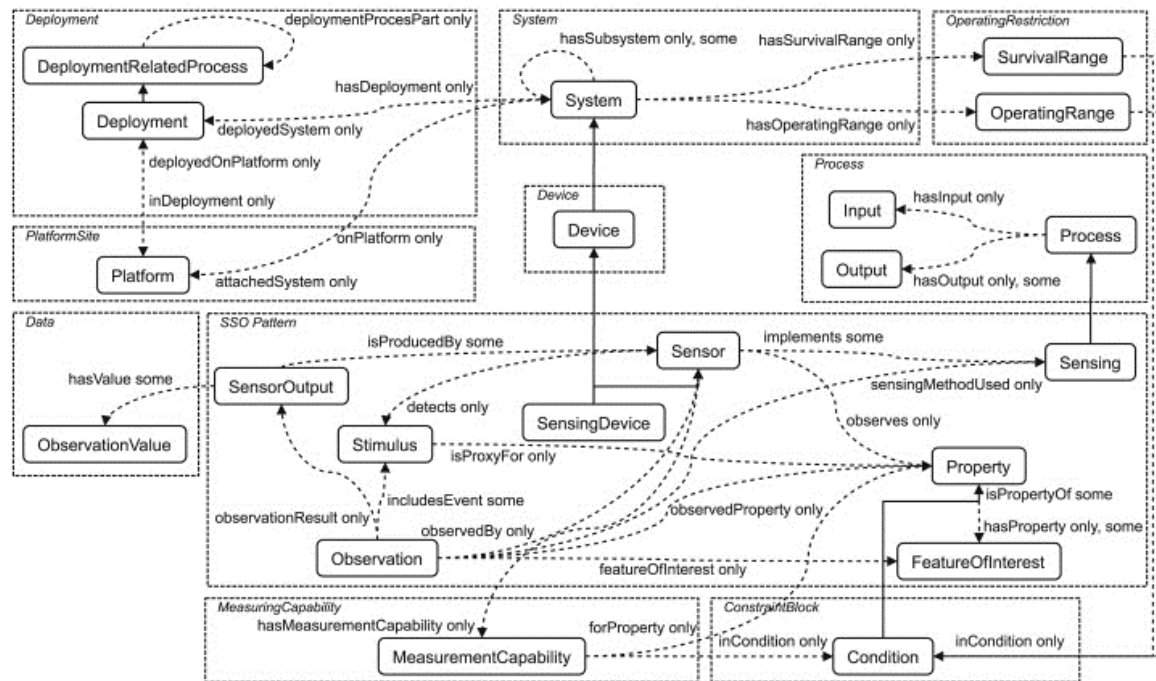 Deployment
deploymentProcesPart only
DeploymentRelatedProcess
hasDeployment only
Deployment
deployedSystem only
deployedOnPlatform only
inDeployment only
System
hasSubsystem only, some
hasSurvivalRange only
System
hasOperatingRange only
OperatingRestriction
SurvivalRange
OperatingRange
Process
Input
hasInput only
Process
Output
hasOutput only, some
Device
Device
PlatformSite
onPlatform only
Platform
attachedSystem only
Data
hasValue some
ObservationValue
SSO Pattern
isProducedBy some
Sensor
implements some
Sensing
SensorOutput
sensingMethodUsed only
detects only
SensingDevice
observes only
Stimulus
isProxyFor only
Property
includesEvent some
isPropertyOf some
observationResult only
observedBy only
observedProperty only
hasProperty only, some
Observation
featureOfInterest only
FeatureOfInterest
MeasuringCapability
hasMeasurementCapability only
forProperty only
MeasurementCapability
ConstraintBlock
inCondition only
Condition
inCondition only